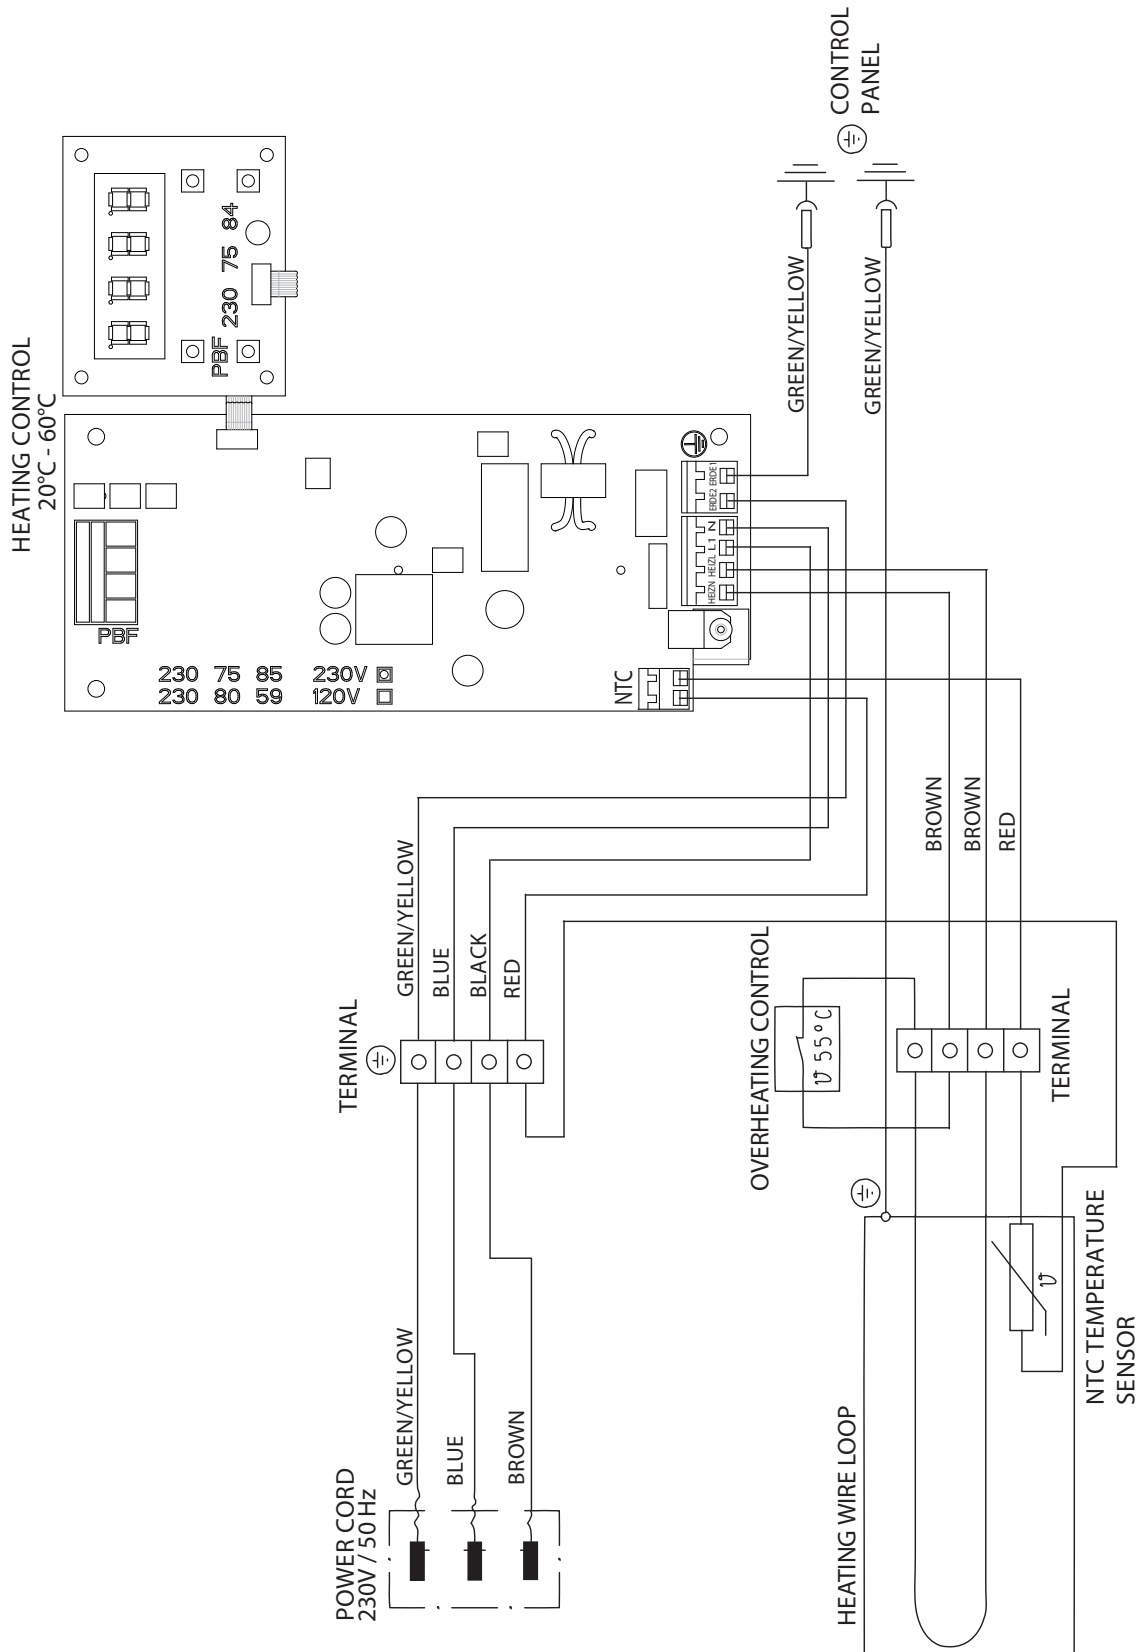 HEATING CONTROL
20°C - 60°C
PBF 230 75 84
CONTROL
PANEL
GREEN/YELLOW
GREEN/YELLOW
PBF
230 75 85 230V
230 80 59 120V
NTC
ERDE1
ERDE2
N
L1
HEIZL
HEIZN
GREEN/YELLOW
BLUE
BLACK
RED
BROWN
BROWN
RED
TERMINAL
OVERHEATING CONTROL
ϑ 55°C
TERMINAL
POWER CORD
230V / 50 Hz
GREEN/YELLOW
BLUE
BROWN
HEATING WIRE LOOP
ϑ
NTC TEMPERATURE
SENSOR